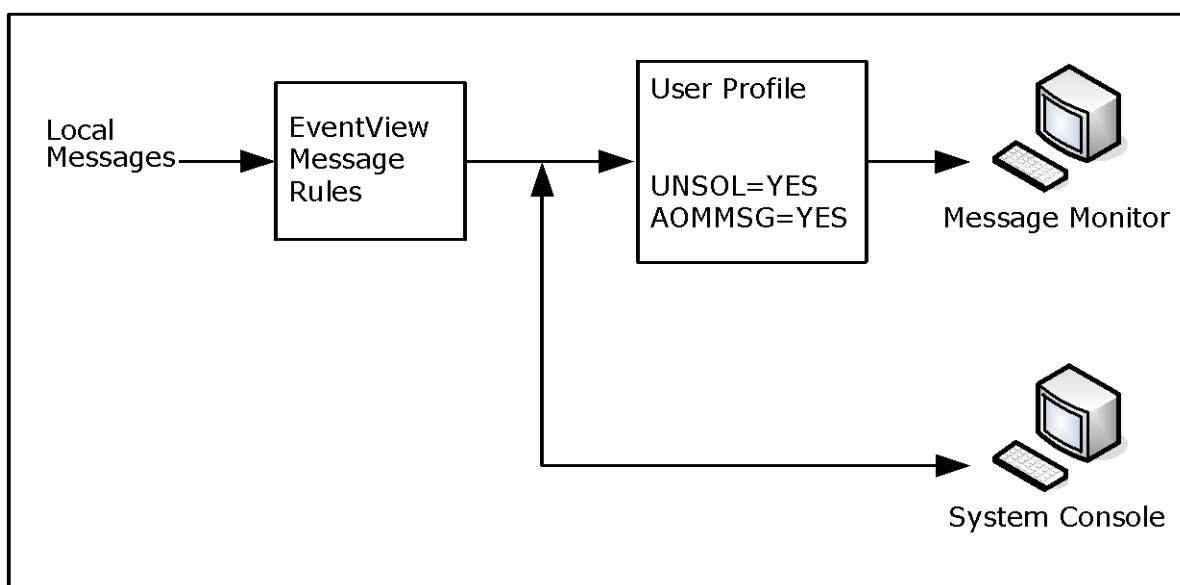 Local
Messages
EventView
Message
Rules
User Profile
UNSOL=YES
AOMMSG=YES
Message Monitor
System Console